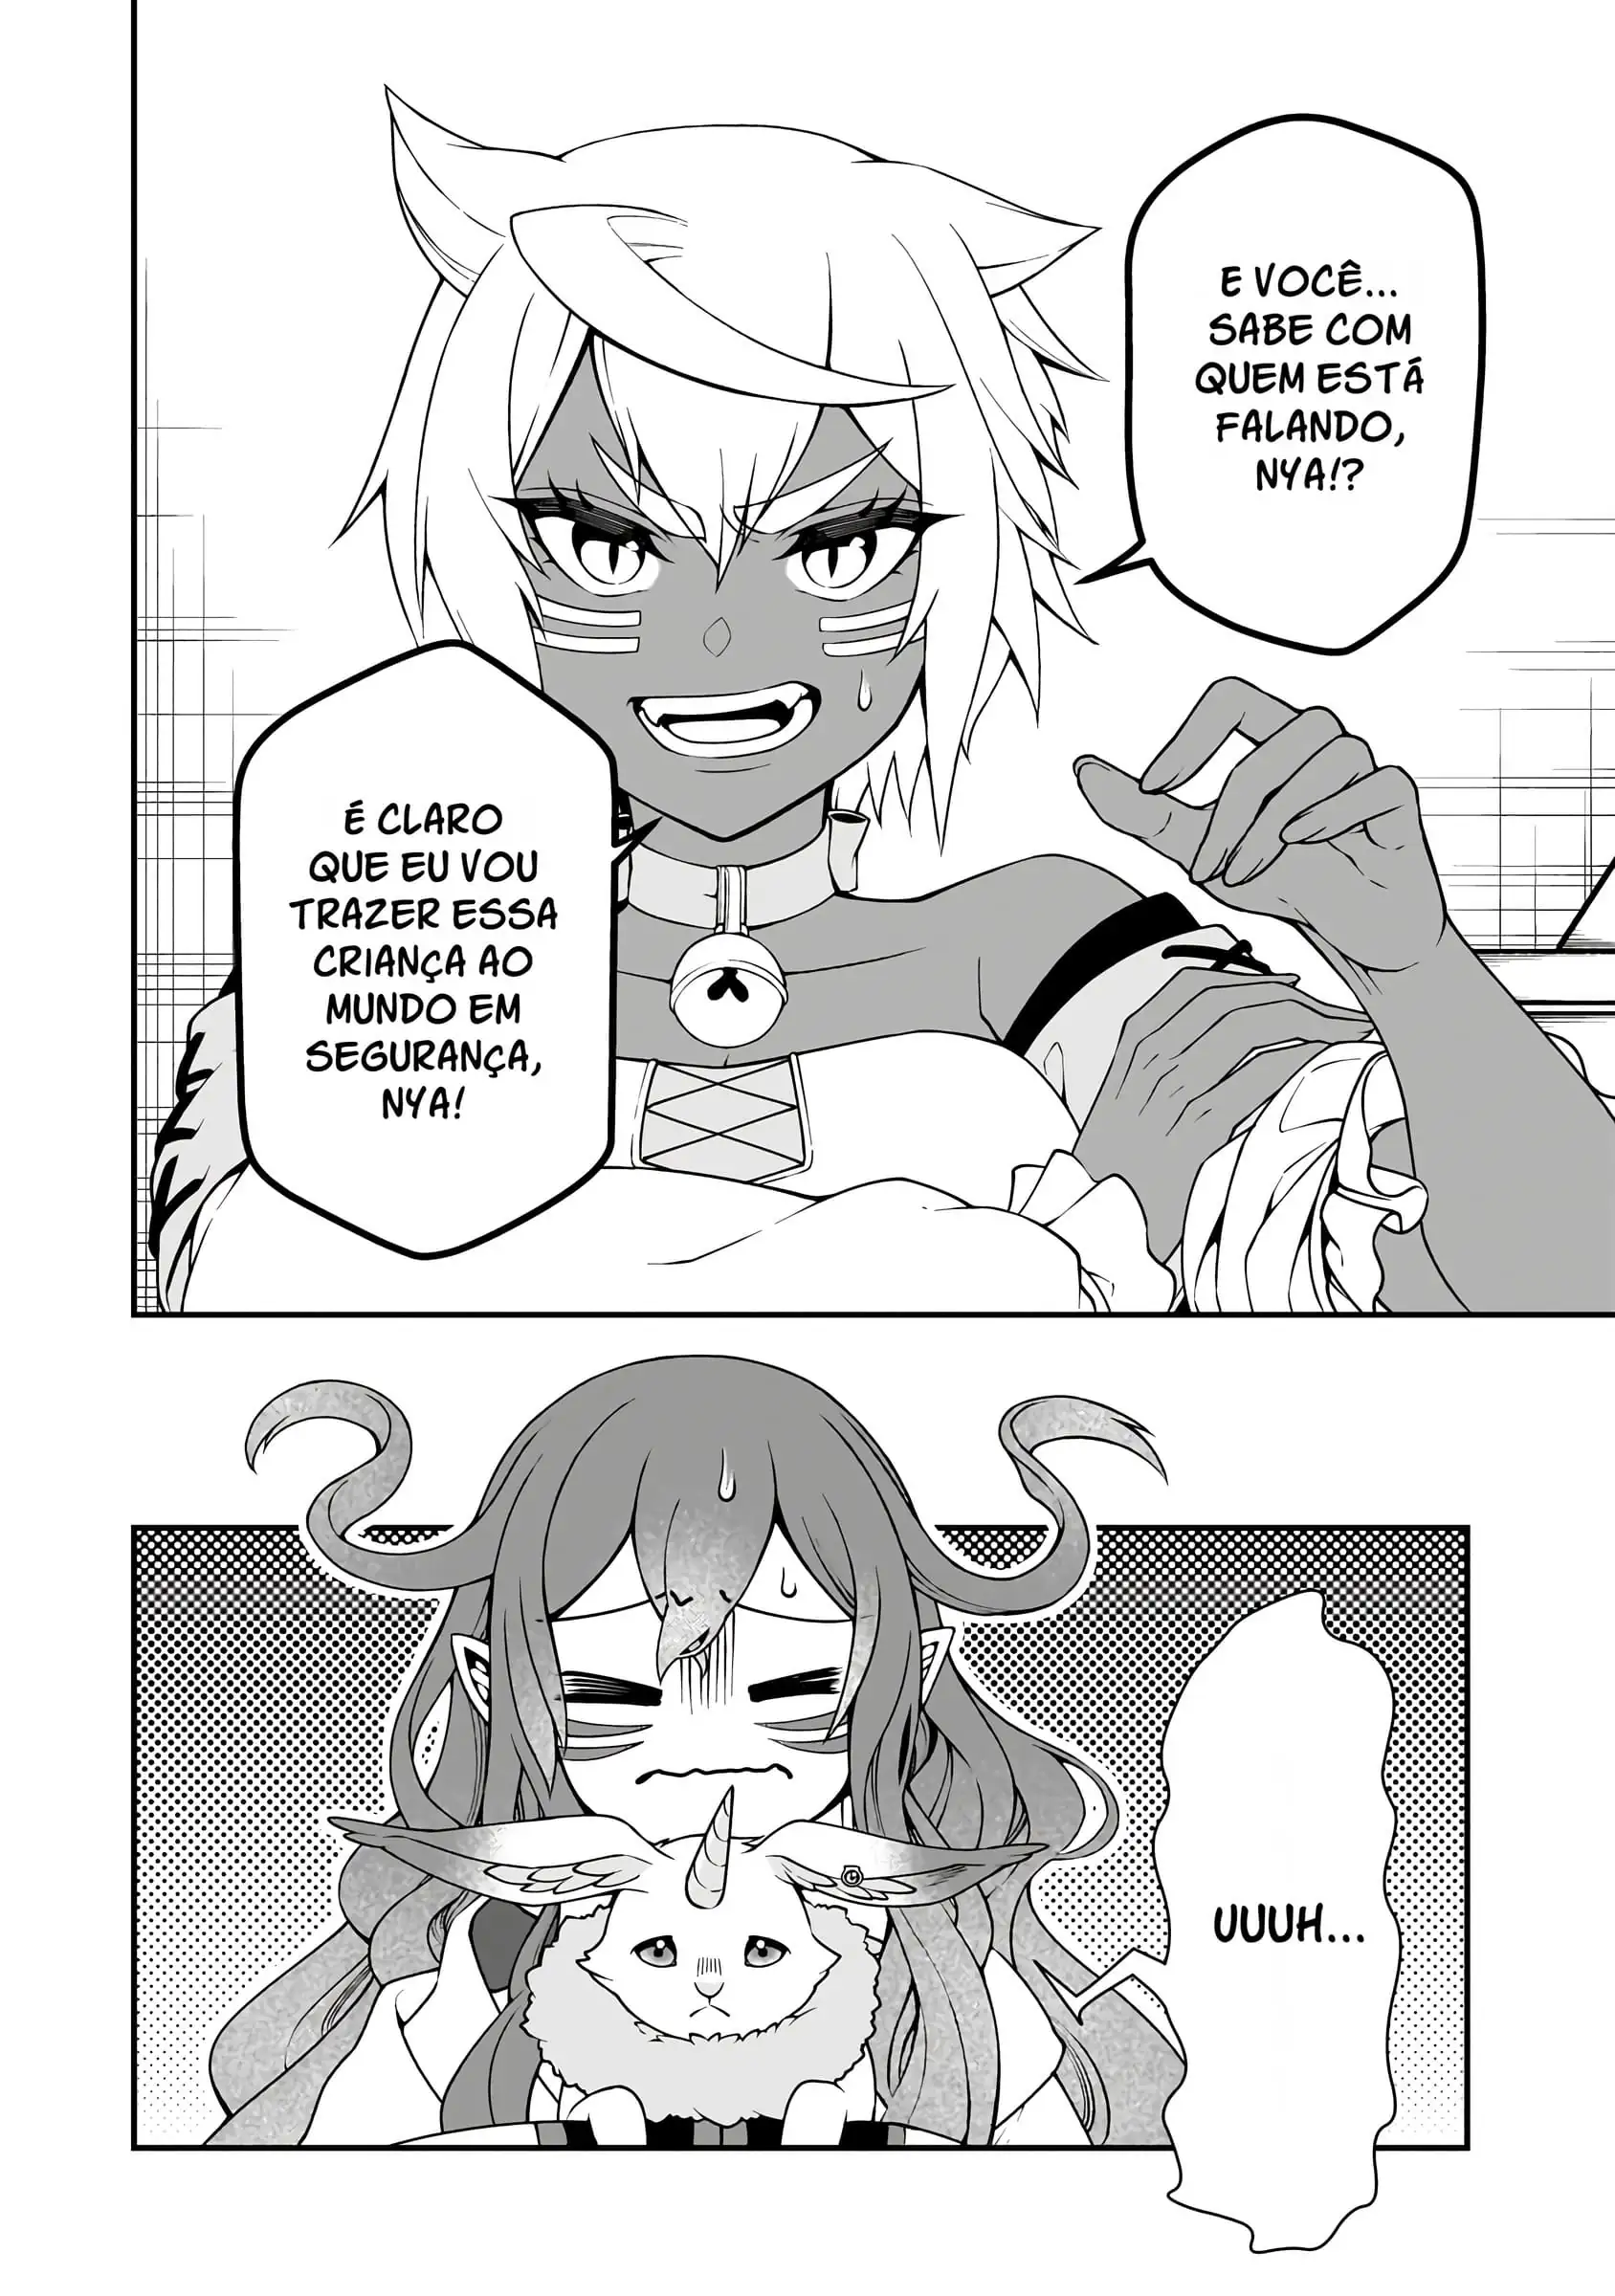 E VOCÊ...
SABE COM
QUEM ESTÁ
FALANDO,
NYA!?
É CLARO
QUE EU VOU
TRAZER ESSA
CRIANÇA AO
MUNDO EM
SEGURANÇA,
NYA!
UUUH...